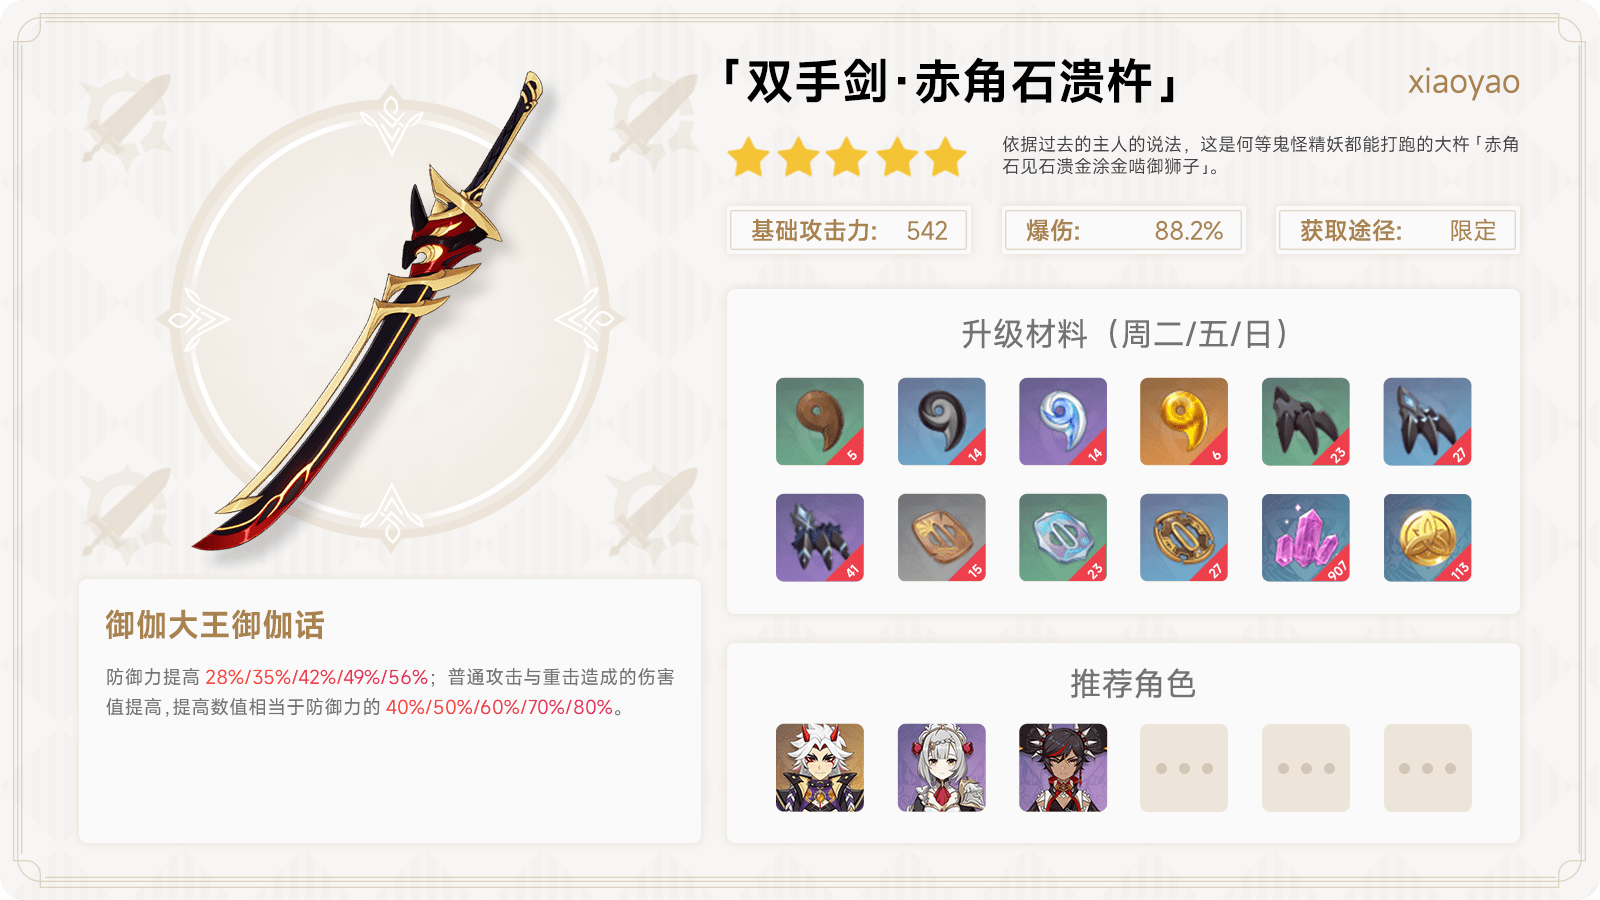 「双手剑·赤角石溃杵」
xiaoyao
依据过去的主人的说法，这是何等鬼怪精妖都能打跑的大杵「赤角
石见石溃金涂金啮御狮子」。
基础攻击力: 542
爆伤: 88.2%
获取途径: 限定
升级材料（周二/五/日）
5 14 14 6 23 27
41 15 23 27 907 113
御伽大王御伽话
防御力提高 28%/35%/42%/49%/56%；普通攻击与重击造成的伤害
值提高,提高数值相当于防御力的 40%/50%/60%/70%/80%。
推荐角色